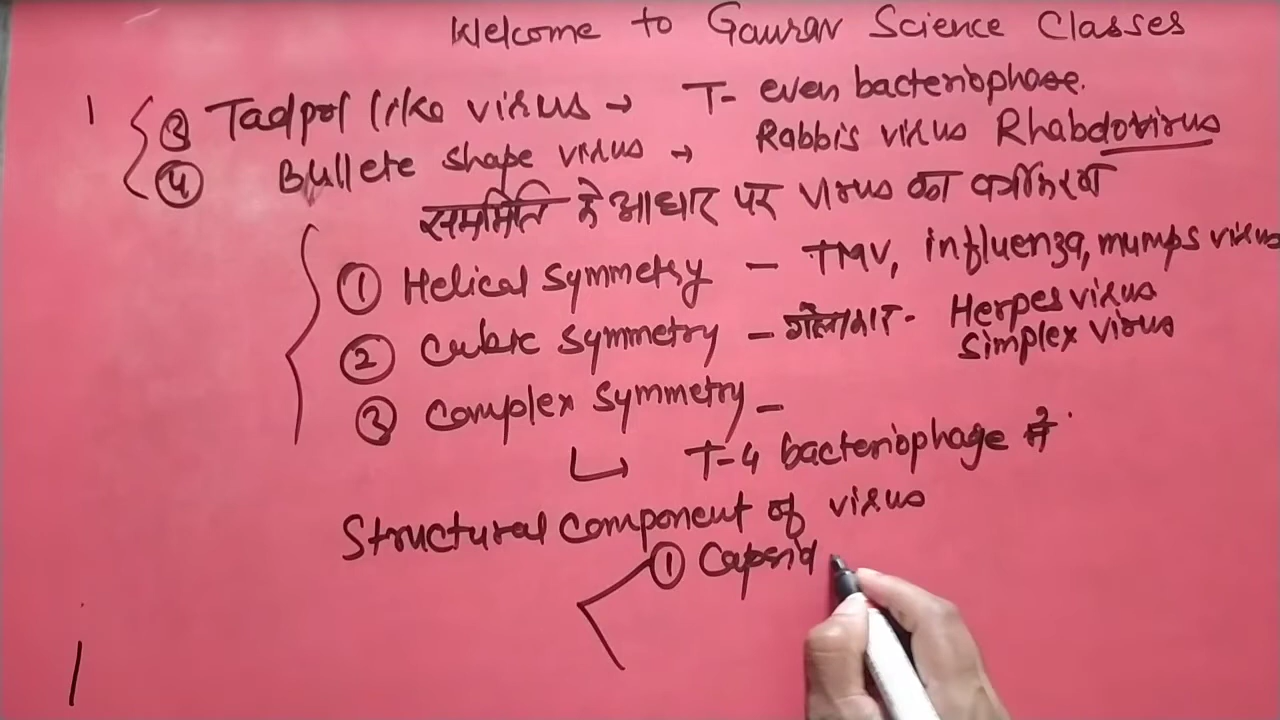 Welcome to Gaurav Science Classes
③ Tadpol like virus → T- even bacteriophase.
④ Bullete shape virus → Rabbis virus Rhabdovirus
सममिति के आधार पर virus का वर्गीकरण
① Helical symmetry - TMV, influenza, mumps virus
② Cubic symmetry - गोलाकार - Herpes virus
Simplex virus
③ Complex symmetry -
↳ T-4 bacteriophage में
Structural Component of virus
① Capsid